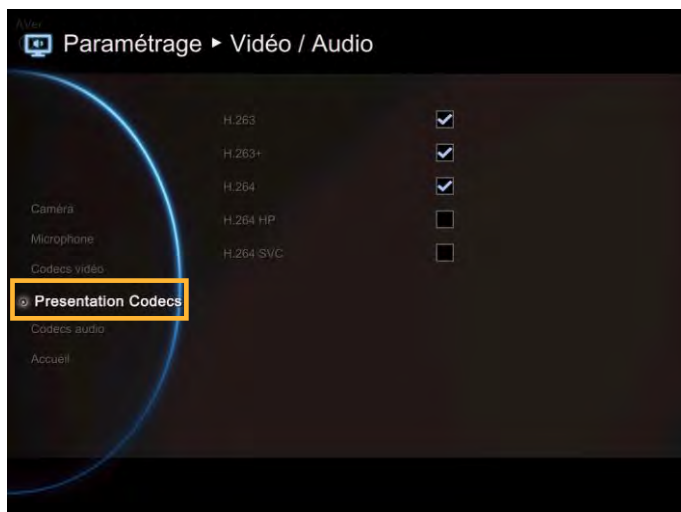 AVer
Paramétrage ▸ Vidéo / Audio
H.263
H.263+
H.264
H.264 HP
H.264 SVC
Caméra
Microphone
Codecs vidéo
Presentation Codecs
Codecs audio
Accueil